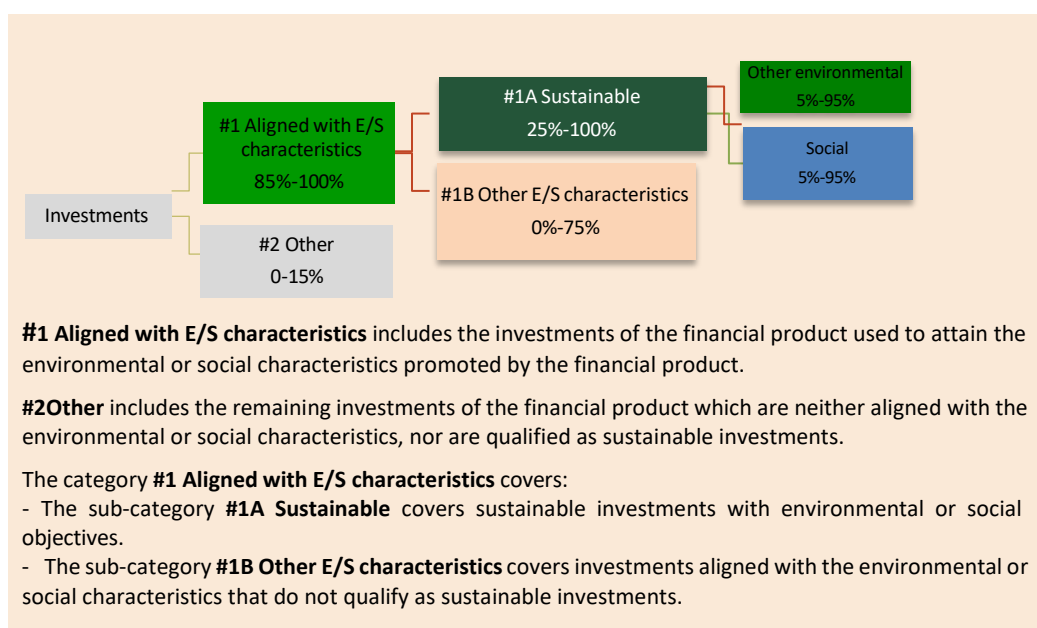 Investments
#1 Aligned with E/S
characteristics
85%-100%
#2 Other
0-15%
#1A Sustainable
25%-100%
#1B Other E/S characteristics
0%-75%
Other environmental
5%-95%
Social
5%-95%
#1 Aligned with E/S characteristics includes the investments of the financial product used to attain the
environmental or social characteristics promoted by the financial product.
#2Other includes the remaining investments of the financial product which are neither aligned with the
environmental or social characteristics, nor are qualified as sustainable investments.
The category #1 Aligned with E/S characteristics covers:
- The sub-category #1A Sustainable covers sustainable investments with environmental or social
objectives.
- The sub-category #1B Other E/S characteristics covers investments aligned with the environmental or
social characteristics that do not qualify as sustainable investments.